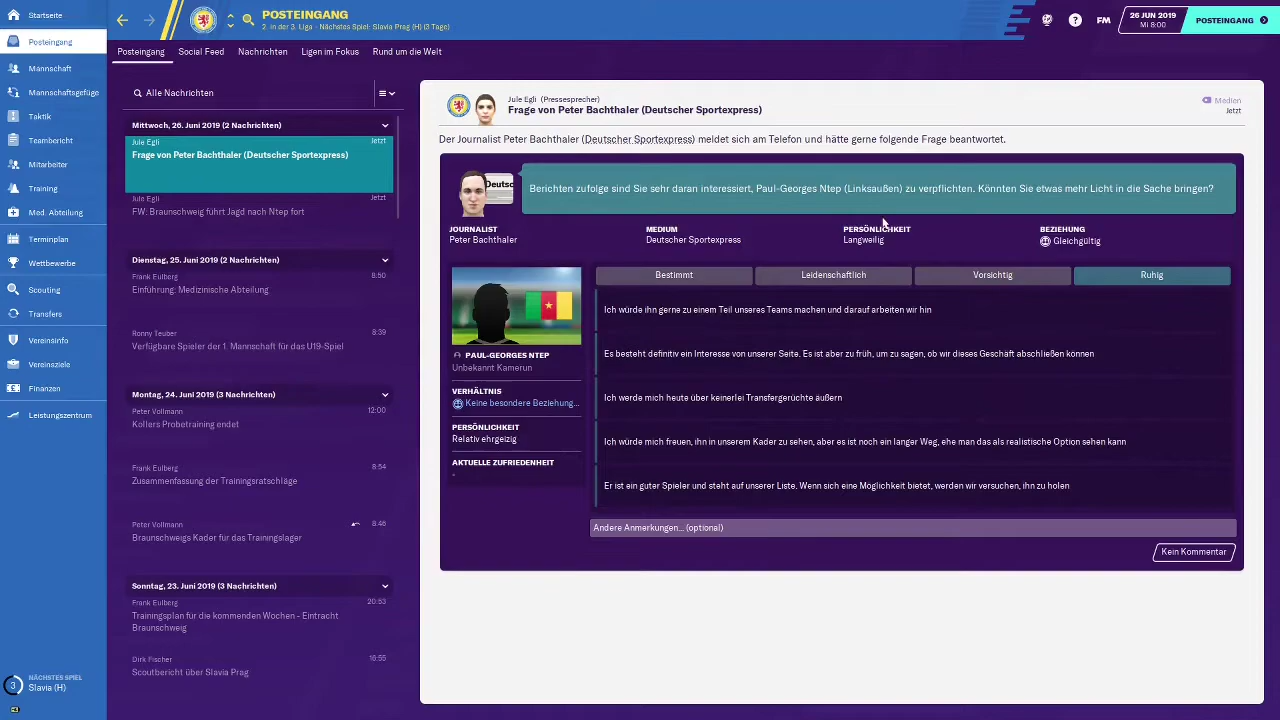 Startseite
Posteingang
Mannschaft
Mannschaftsgefüge
Taktik
Teambericht
Mitarbeiter
Training
Med. Abteilung
Terminplan
Wettbewerbe
Scouting
Transfers
Vereinsinfo
Vereinsziele
Finanzen
Leistungszentrum
3
NÄCHSTES SPIEL
Slavia (H)
POSTEINGANG
2. in der 3. Liga - Nächstes Spiel: Slavia Prag (H) (3 Tage)
?
FM
26 JUN 2019
MI 8:00
POSTEINGANG
Posteingang
Social Feed
Nachrichten
Ligen im Fokus
Rund um die Welt
Alle Nachrichten
Mittwoch, 26. Juni 2019 (2 Nachrichten)
Jule Egli
Jetzt
Frage von Peter Bachthaler (Deutscher Sportexpress)
Jule Egli
Jetzt
FW: Braunschweig führt Jagd nach Ntep fort
Dienstag, 25. Juni 2019 (2 Nachrichten)
Frank Eulberg
8:50
Einführung: Medizinische Abteilung
Ronny Teuber
8:39
Verfügbare Spieler der 1. Mannschaft für das U19-Spiel
Montag, 24. Juni 2019 (3 Nachrichten)
Peter Vollmann
12:00
Kollers Probetraining endet
Frank Eulberg
8:54
Zusammenfassung der Trainingsratschläge
Peter Vollmann
8:46
Braunschweigs Kader für das Trainingslager
Sonntag, 23. Juni 2019 (3 Nachrichten)
Frank Eulberg
20:53
Trainingsplan für die kommenden Wochen - Eintracht
Braunschweig
Dirk Fischer
16:55
Scoutbericht über Slavia Prag
Jule Egli (Pressesprecher)
Frage von Peter Bachthaler (Deutscher Sportexpress)
Medien
Jetzt
Der Journalist Peter Bachthaler (Deutscher Sportexpress) meldet sich am Telefon und hätte gerne folgende Frage beantwortet.
Deutsc
Berichten zufolge sind Sie sehr daran interessiert, Paul-Georges Ntep (Linksaußen) zu verpflichten. Könnten Sie etwas mehr Licht in die Sache bringen?
JOURNALIST
Peter Bachthaler
MEDIUM
Deutscher Sportexpress
PERSÖNLICHKEIT
Langweilig
BEZIEHUNG
Gleichgültig
PAUL-GEORGES NTEP
Unbekannt Kamerun
VERHÄLTNIS
Keine besondere Beziehung...
PERSÖNLICHKEIT
Relativ ehrgeizig
AKTUELLE ZUFRIEDENHEIT
-
Bestimmt
Leidenschaftlich
Vorsichtig
Ruhig
Ich würde ihn gerne zu einem Teil unseres Teams machen und darauf arbeiten wir hin
Es besteht definitiv ein Interesse von unserer Seite. Es ist aber zu früh, um zu sagen, ob wir dieses Geschäft abschließen können
Ich werde mich heute über keinerlei Transfergerüchte äußern
Ich würde mich freuen, ihn in unserem Kader zu sehen, aber es ist noch ein langer Weg, ehe man das als realistische Option sehen kann
Er ist ein guter Spieler und steht auf unserer Liste. Wenn sich eine Möglichkeit bietet, werden wir versuchen, ihn zu holen
Andere Anmerkungen... (optional)
Kein Kommentar